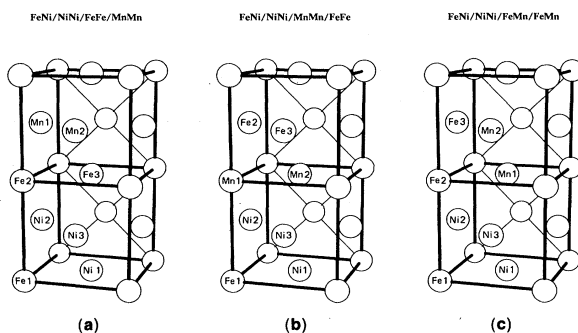 FeNi/NiNi/FeFe/MnMn
FeNi/NiNi/MnMn/FeFe
FeNi/NiNi/FeMn/FeMn
Mn1
Mn2
Fe3
Fe2
Ni2
Ni3
Ni 1
Fe1
(a)
Fe2
Fe3
Mn2
Mn1
Ni2
Ni3
Ni1
Fe1
(b)
Fe3
Mn2
Mn1
Fe2
Ni2
Ni3
Ni1
Fe1
(c)